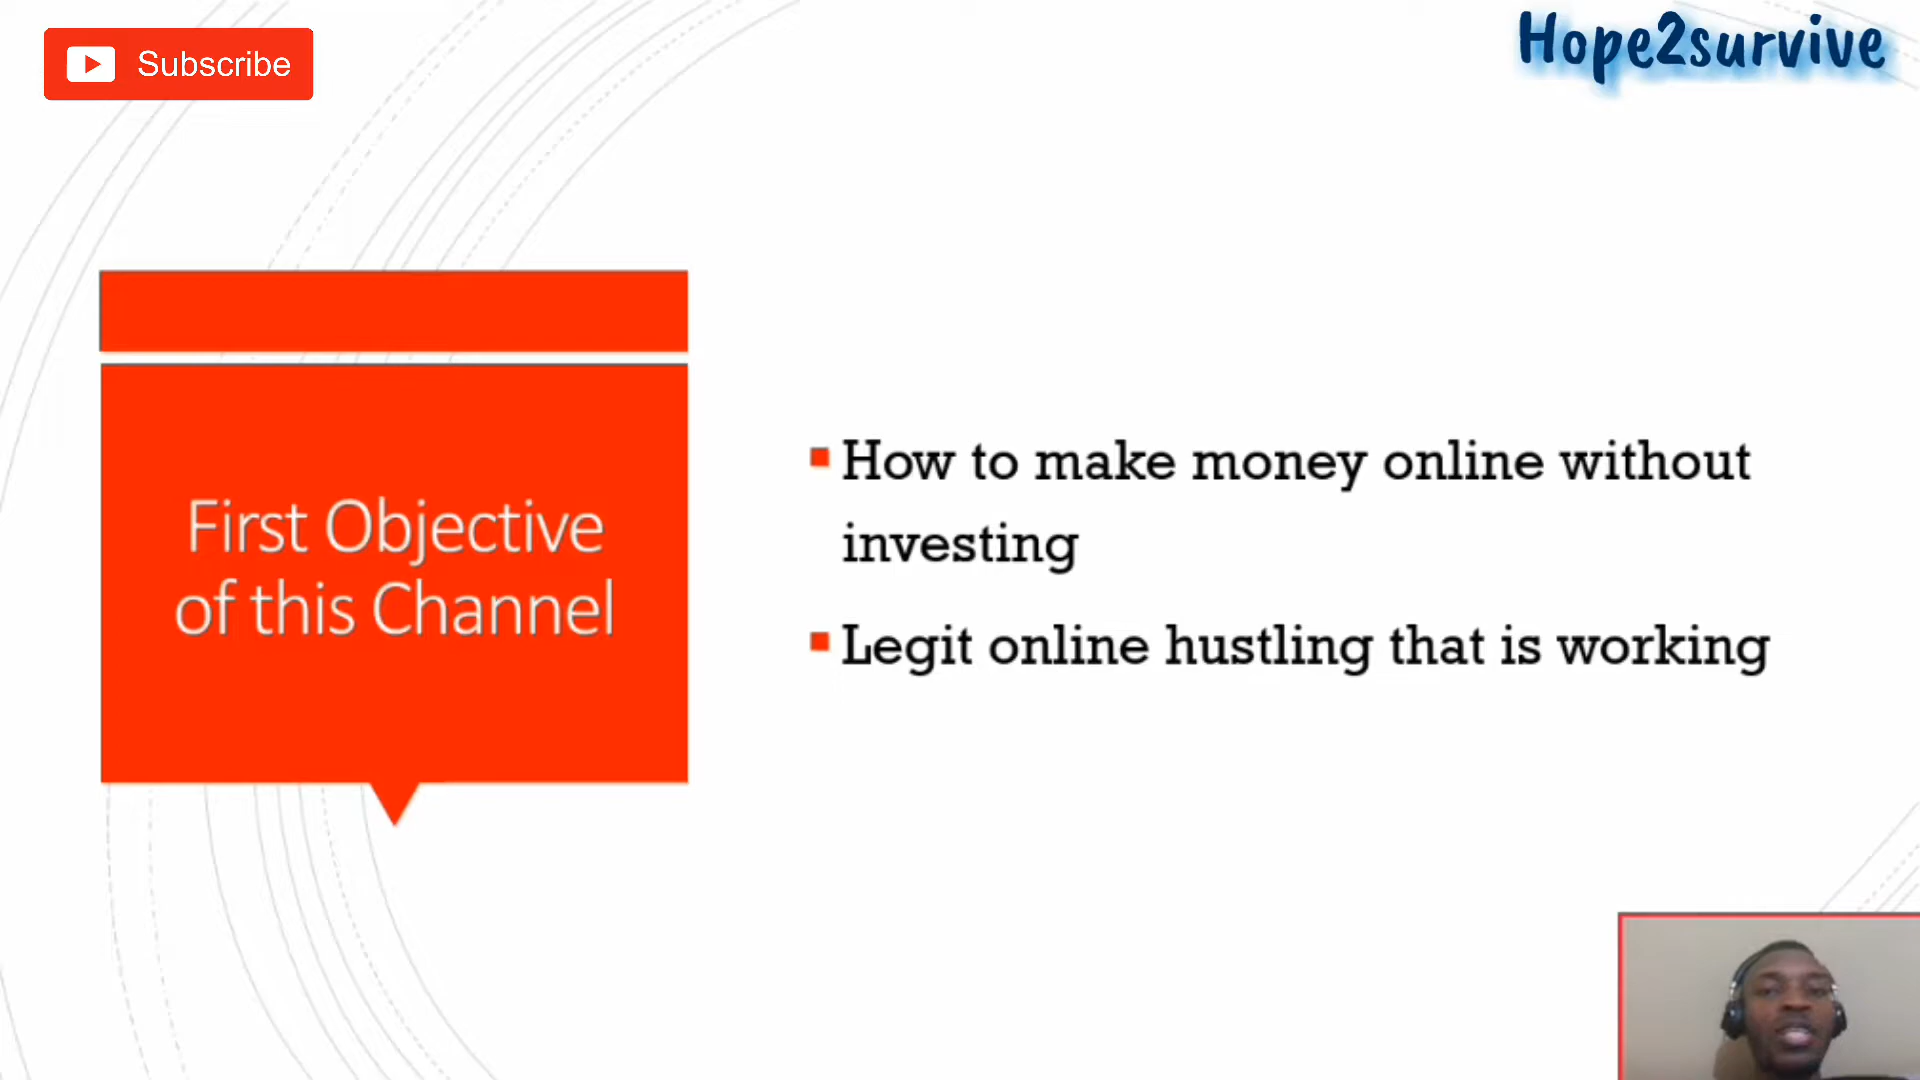 Subscribe
Hope2survive
First Objective
of this Channel
How to make money online without
investing
Legit online hustling that is working